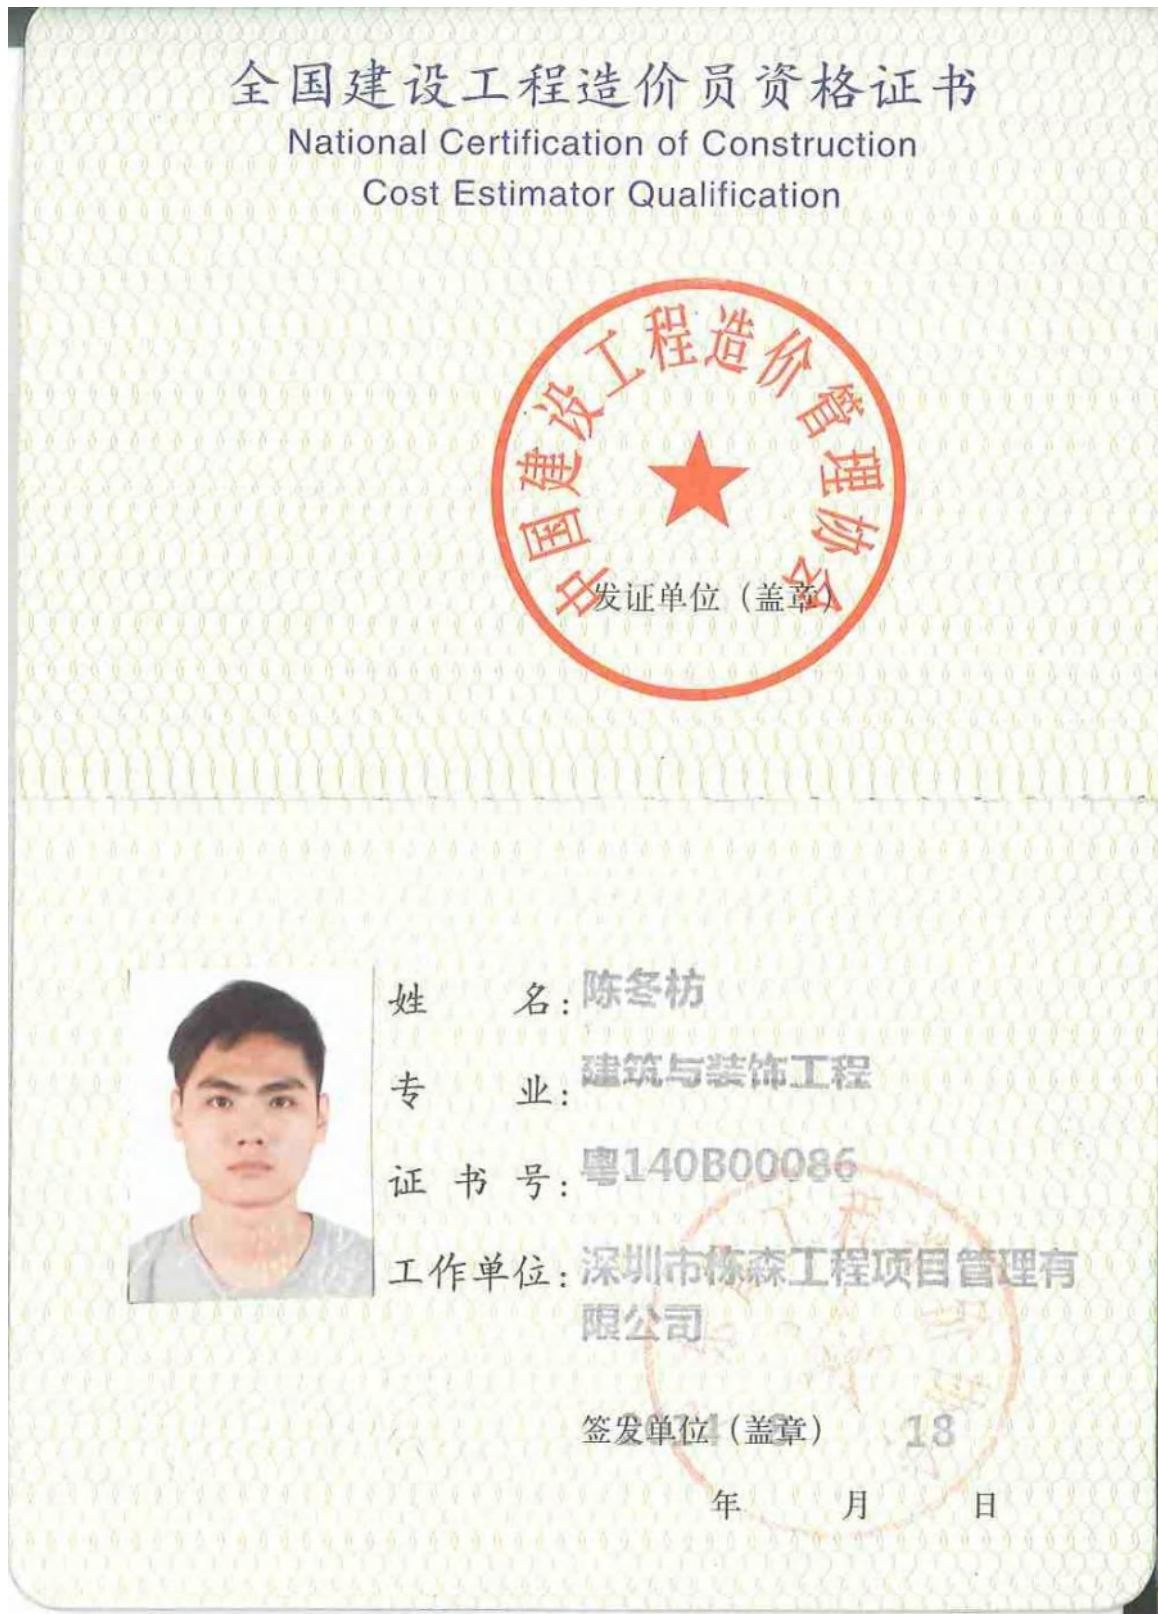 全国建设工程造价员资格证书
National Certification of Construction
Cost Estimator Qualification
中国建设工程造价管理协会
发证单位（盖章）
姓 名：陈冬枋
专 业：建筑与装饰工程
证 书 号：粤140B00086
工作单位：深圳市栋森工程项目管理有
限公司
签发单位（盖章）
2014 18
年 月 日